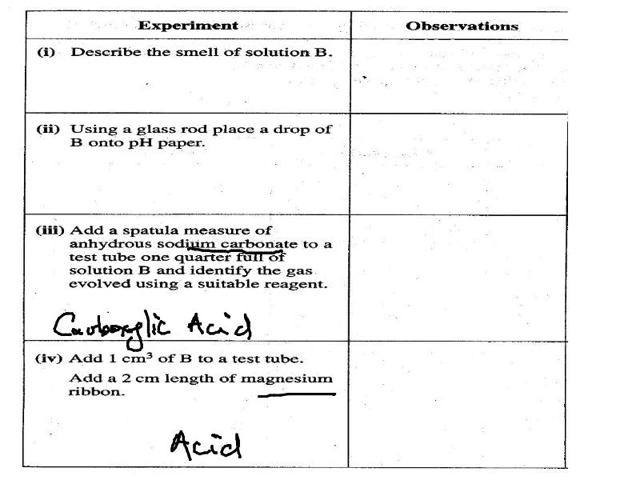 Experiment
Observations
(i) Describe the smell of solution B.
(ii) Using a glass rod place a drop of
B onto pH paper.
(iii) Add a spatula measure of
anhydrous sodium carbonate to a
test tube one quarter full of
solution B and identify the gas
evolved using a suitable reagent.
Carboxylic Acid
(iv) Add 1 cm³ of B to a test tube.
Add a 2 cm length of magnesium
ribbon.
Acid